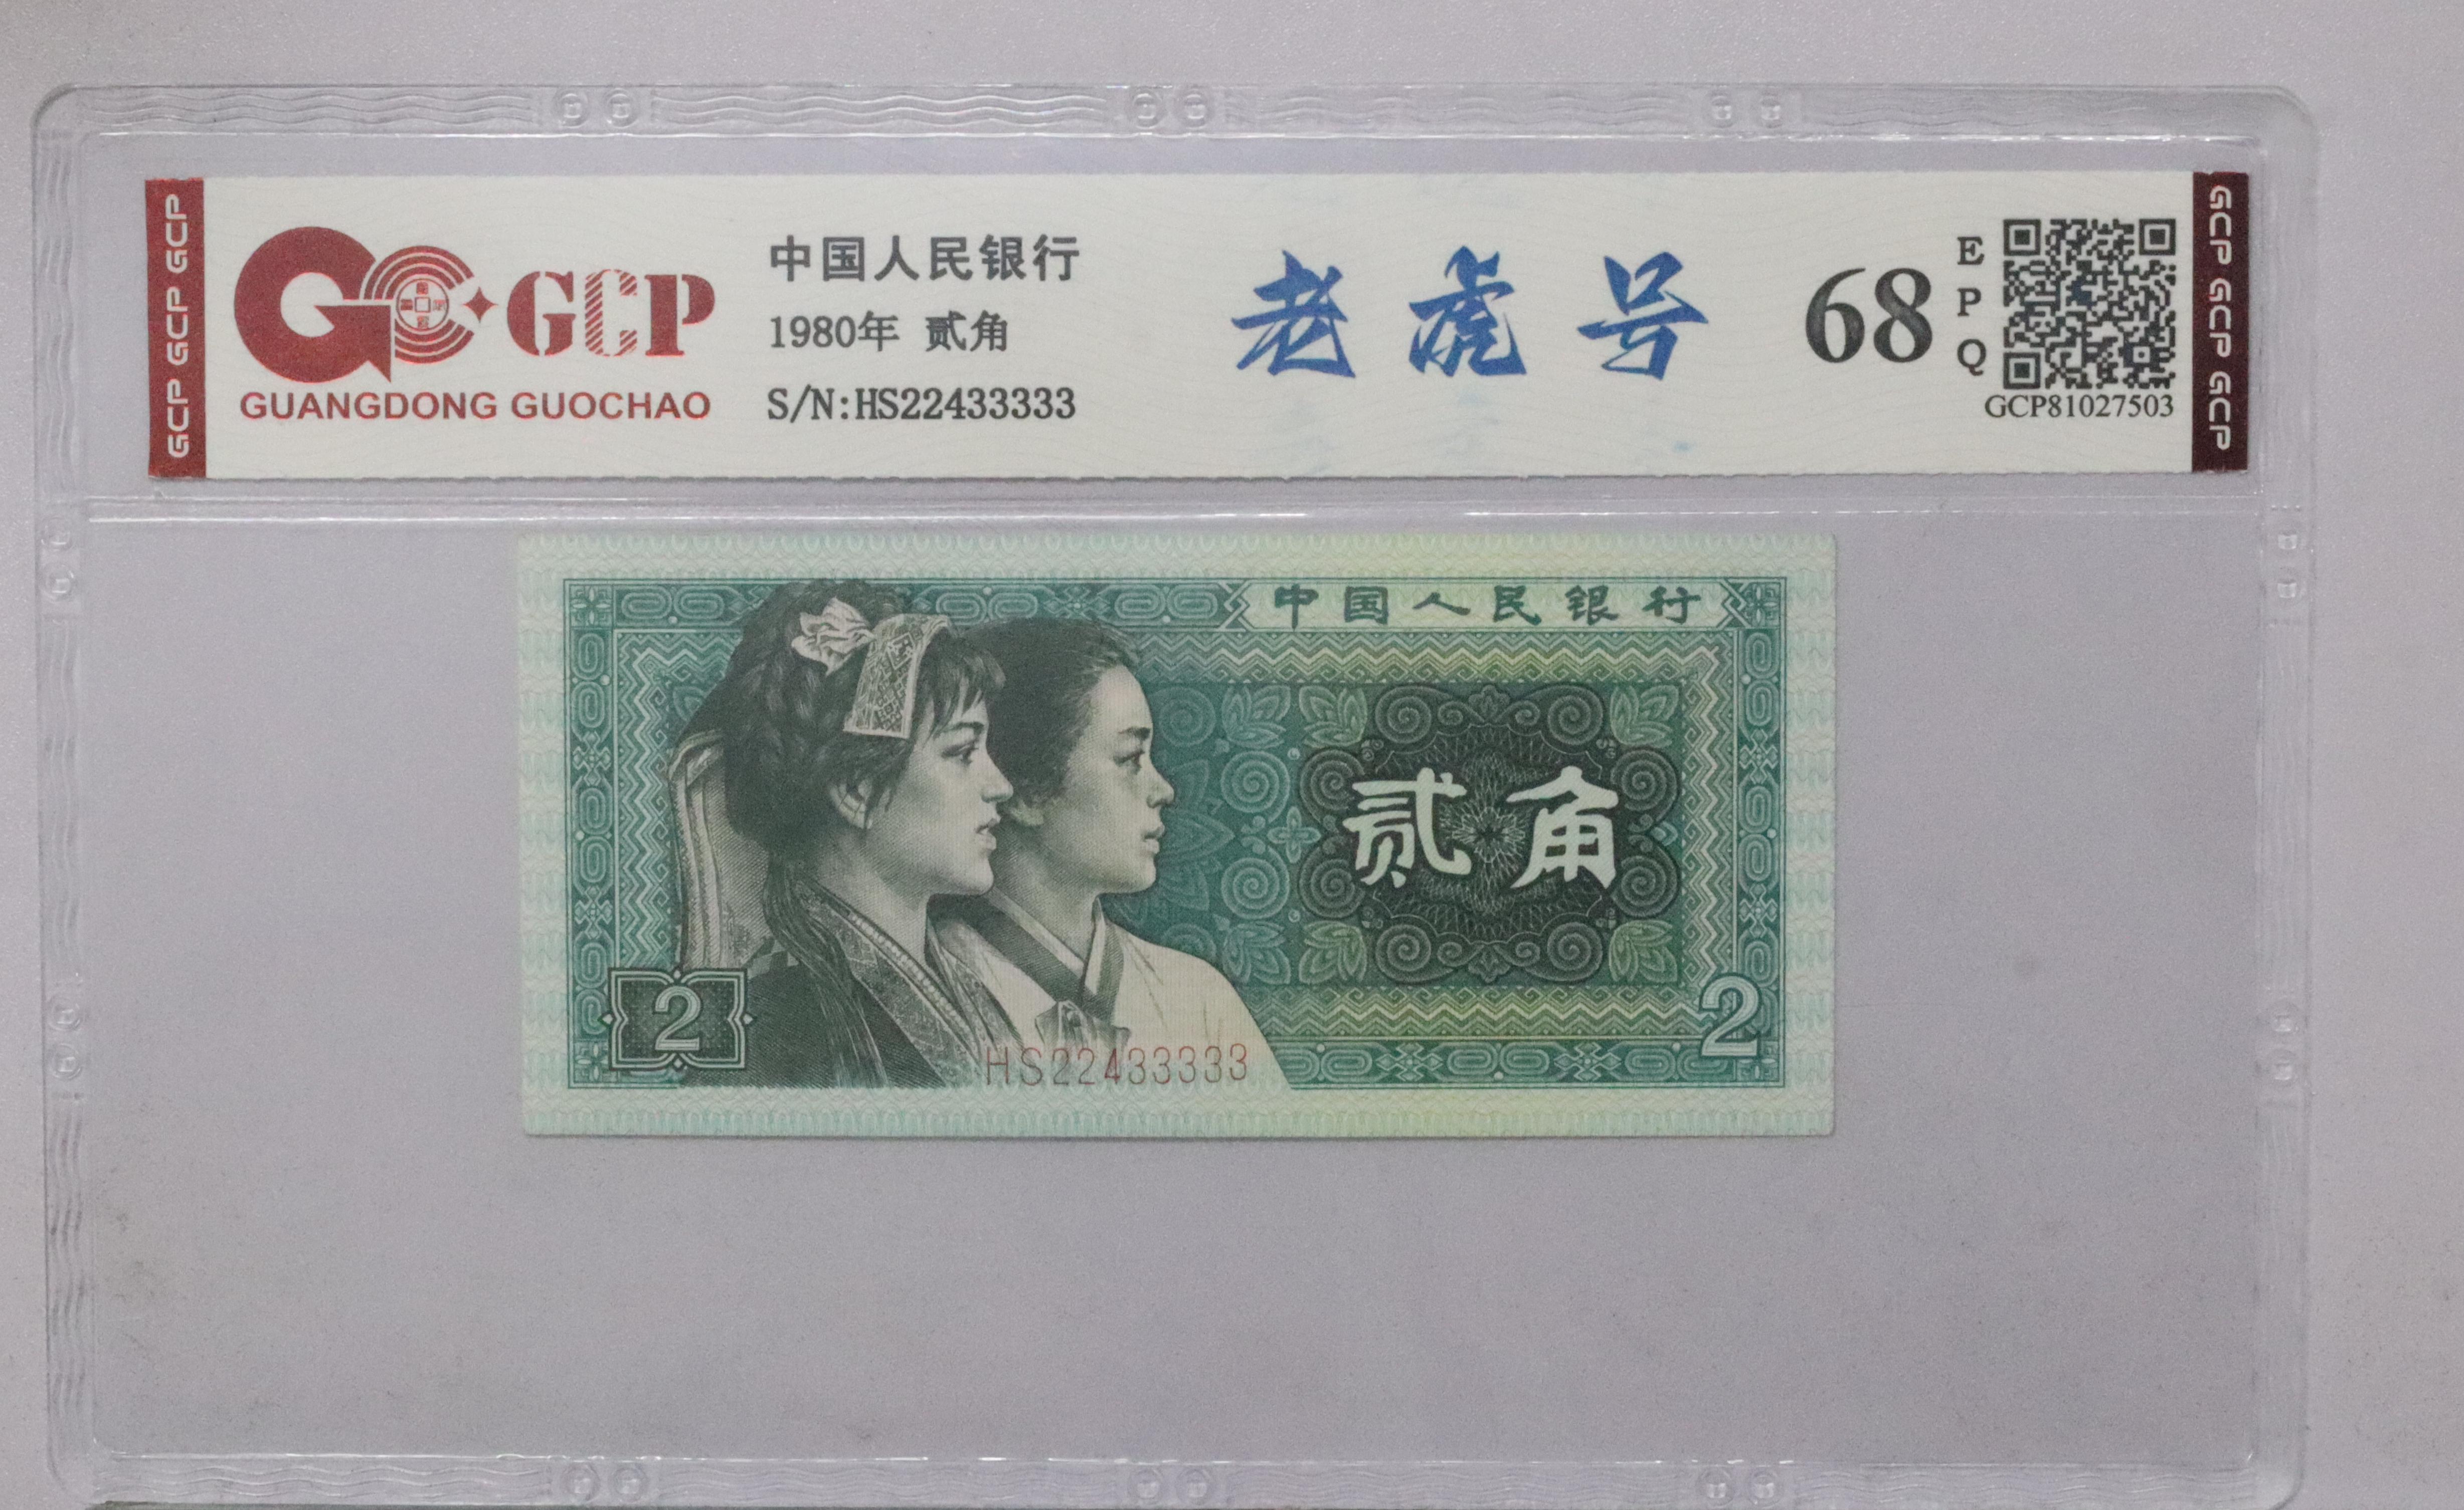 GCP GCP GCP
GCP
GUANGDONG GUOCHAO
中国人民银行
1980年 贰角
S/N:HS22433333
老虎号
68
EPQ
GCP81027503
GCP GCP GCP
中国人民银行
贰角
2
2
HS22433333